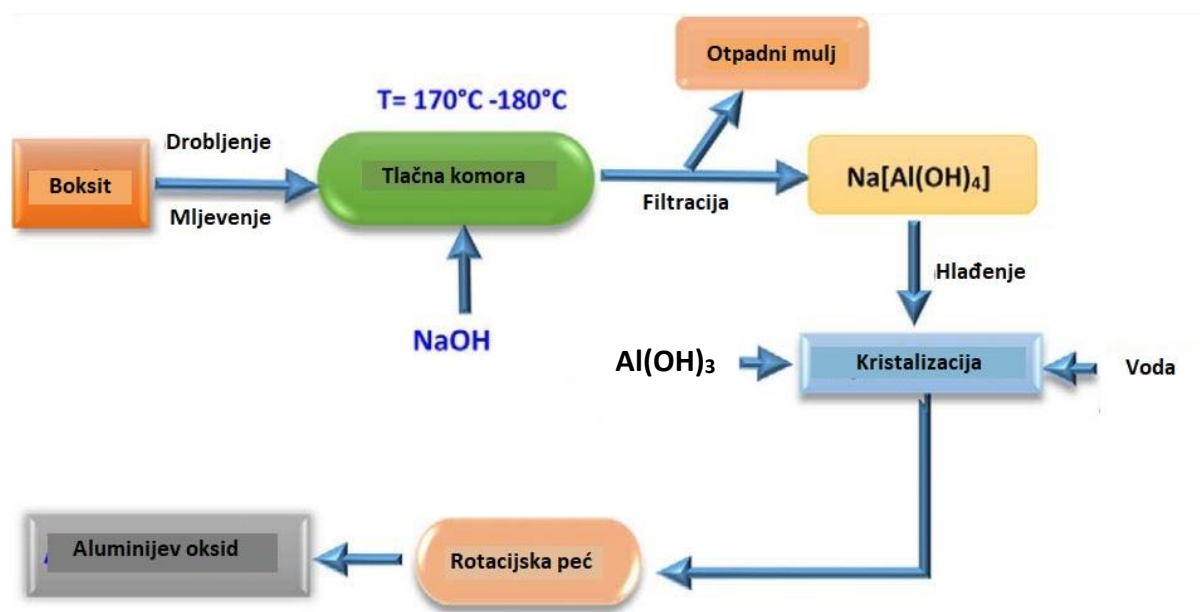 Otpadni mulj
T= 170°C -180°C
Drobljenje
Boksit
Mljevenje
Tlačna komora
Filtracija
Na[Al(OH)₄]
Hlađenje
NaOH
Al(OH)₃
Kristalizacija
Voda
Aluminijev oksid
Rotacijska peć